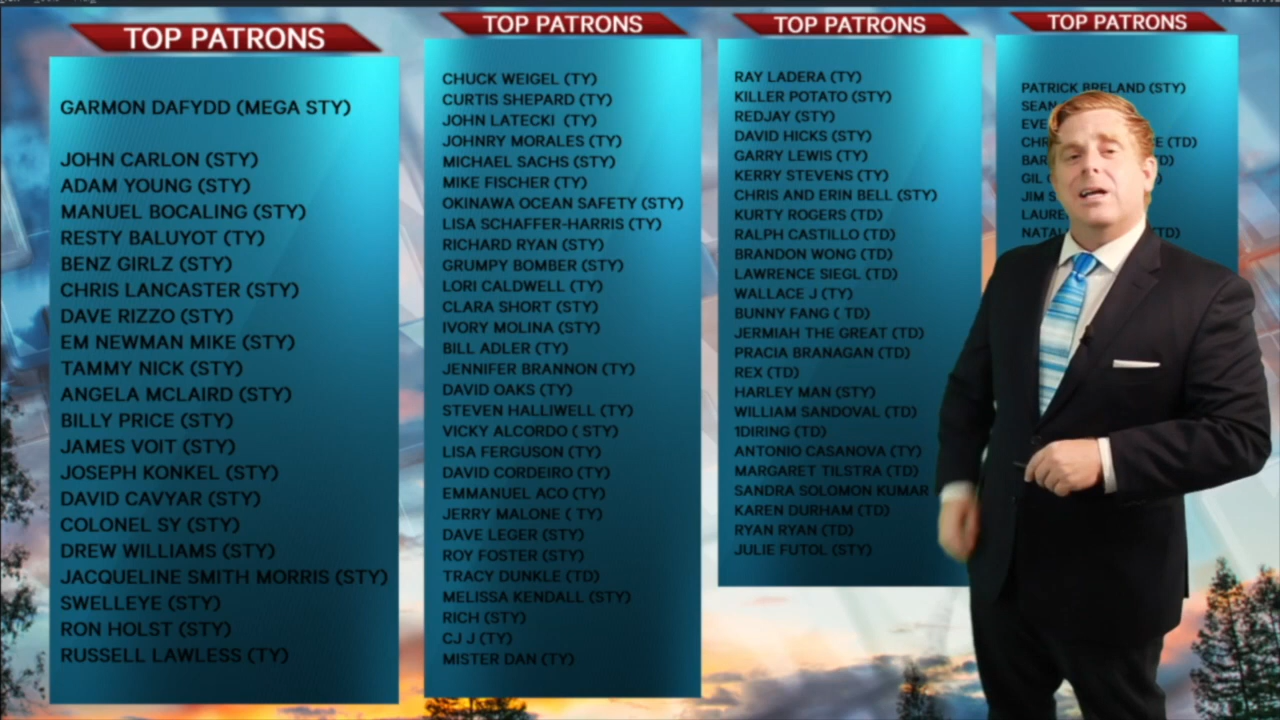 TOP PATRONS
GARMON DAFYDD (MEGA STY)
JOHN CARLON (STY)
ADAM YOUNG (STY)
MANUEL BOCALING (STY)
RESTY BALUYOT (TY)
BENZ GIRLZ (STY)
CHRIS LANCASTER (STY)
DAVE RIZZO (STY)
EM NEWMAN MIKE (STY)
TAMMY NICK (STY)
ANGELA MCLAIRD (STY)
BILLY PRICE (STY)
JAMES VOIT (STY)
JOSEPH KONKEL (STY)
DAVID CAVYAR (STY)
COLONEL SY (STY)
DREW WILLIAMS (STY)
JACQUELINE SMITH MORRIS (STY)
SWELLEYE (STY)
RON HOLST (STY)
RUSSELL LAWLESS (TY)
TOP PATRONS
CHUCK WEIGEL (TY)
CURTIS SHEPARD (TY)
JOHN LATECKI (TY)
JOHNRY MORALES (TY)
MICHAEL SACHS (STY)
MIKE FISCHER (TY)
OKINAWA OCEAN SAFETY (STY)
LISA SCHAFFER-HARRIS (TY)
RICHARD RYAN (STY)
GRUMPY BOMBER (STY)
LORI CALDWELL (TY)
CLARA SHORT (STY)
IVORY MOLINA (STY)
BILL ADLER (TY)
JENNIFER BRANNON (TY)
DAVID OAKS (TY)
STEVEN HALLIWELL (TY)
VICKY ALCORDO ( STY)
LISA FERGUSON (TY)
DAVID CORDEIRO (TY)
EMMANUEL ACO (TY)
JERRY MALONE ( TY)
DAVE LEGER (STY)
ROY FOSTER (STY)
TRACY DUNKLE (TD)
MELISSA KENDALL (STY)
RICH (STY)
CJ J (TY)
MISTER DAN (TY)
TOP PATRONS
RAY LADERA (TY)
KILLER POTATO (STY)
REDJAY (STY)
DAVID HICKS (STY)
GARRY LEWIS (TY)
KERRY STEVENS (TY)
CHRIS AND ERIN BELL (STY)
KURTY ROGERS (TD)
RALPH CASTILLO (TD)
BRANDON WONG (TD)
LAWRENCE SIEGL (TD)
WALLACE J (TY)
BUNNY FANG ( TD)
JERMIAH THE GREAT (TD)
PRACIA BRANAGAN (TD)
REX (TD)
HARLEY MAN (STY)
WILLIAM SANDOVAL (TD)
1DIRING (TD)
ANTONIO CASANOVA (TY)
MARGARET TILSTRA (TD)
SANDRA SOLOMON KUMAR
KAREN DURHAM (TD)
RYAN RYAN (TD)
JULIE FUTOL (STY)
TOP PATRONS
PATRICK BRELAND (STY)
SEAN
(TD)
GIL
JIM
(TD)